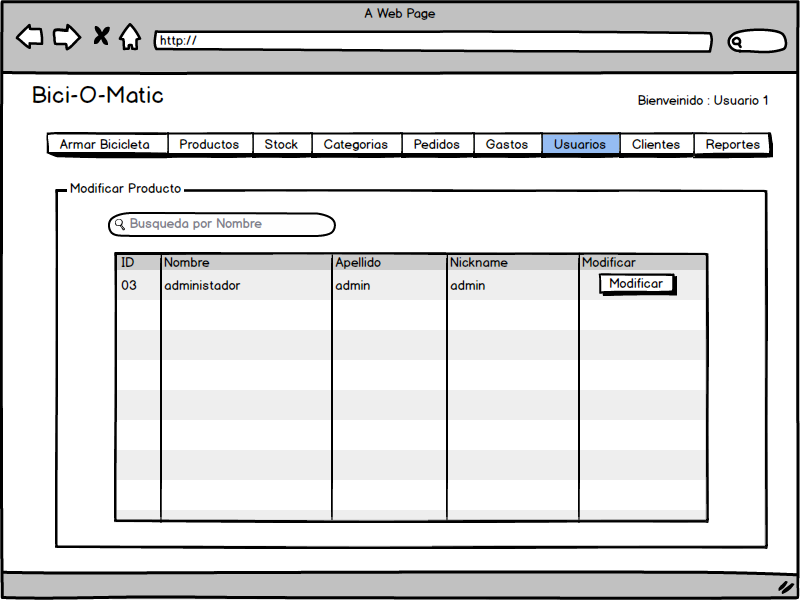 A Web Page
http://
Bici-O-Matic
Bienveinido : Usuario 1
Armar Bicicleta Productos Stock Categorias Pedidos Gastos Usuarios Clientes Reportes
Modificar Producto
Busqueda por Nombre
ID Nombre Apellido Nickname Modificar
03 administador admin admin Modificar